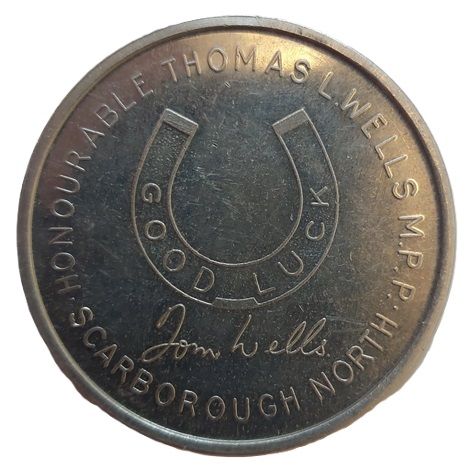 HONOURABLE THOMAS L. WELLS M.P.P.
GOOD LUCK
Tom Wells
· SCARBOROUGH NORTH ·